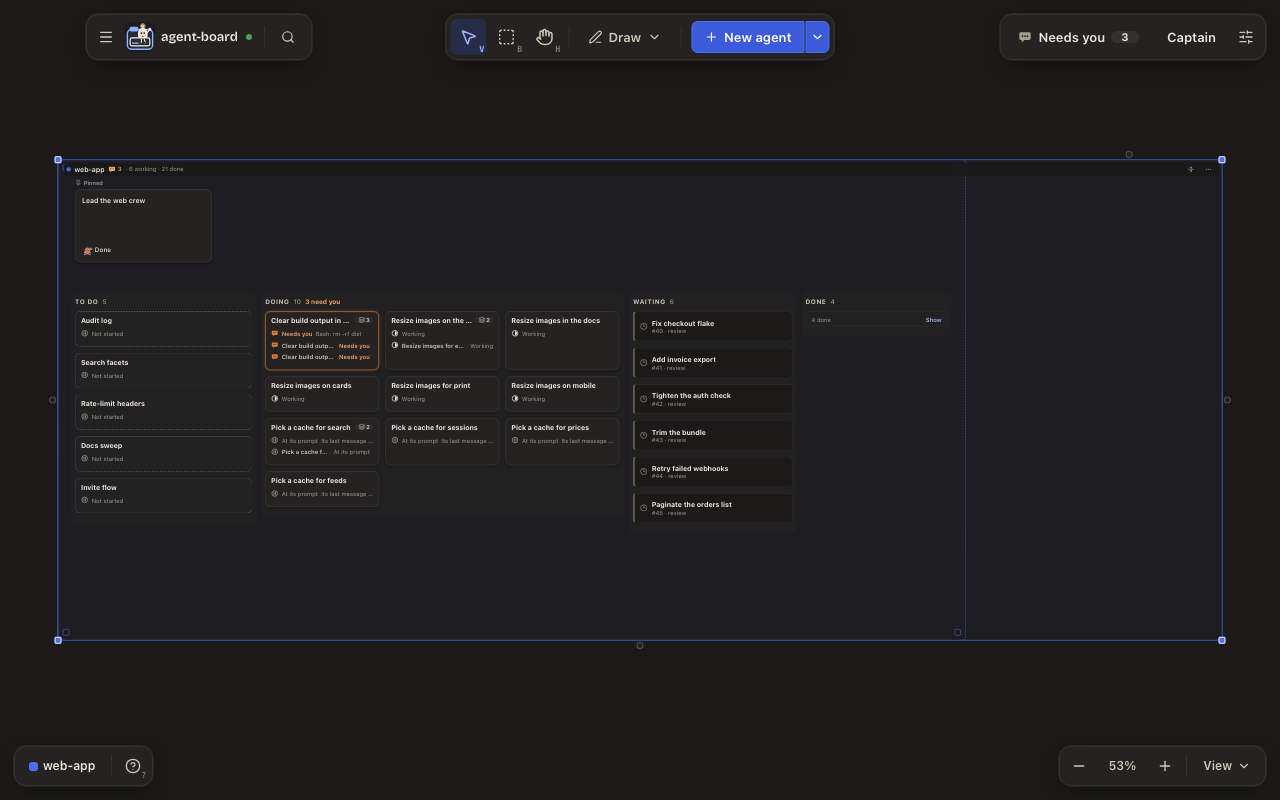 agent-board
V
B
H
Draw
New agent
Needs you 3
Captain
web-app 3 · 6 working · 21 done
Pinned
Lead the web crew
Done
TO DO 5
Audit log
Not started
Search facets
Not started
Rate-limit headers
Not started
Docs sweep
Not started
Invite flow
Not started
DOING 10 3 need you
Clear build output in ... 3
Needs you Bash: rm -rf dist
Clear build outp... Needs you
Clear build outp... Needs you
Resize images on the ... 2
Working
Resize images for e... Working
Resize images in the docs
Working
Resize images on cards
Working
Resize images for print
Working
Resize images on mobile
Working
Pick a cache for search 2
At its prompt Its last message ...
Pick a cache f... At its prompt
Pick a cache for sessions
At its prompt Its last message ...
Pick a cache for prices
At its prompt Its last message ...
Pick a cache for feeds
At its prompt Its last message ...
WAITING 6
Fix checkout flake
#40 · review
Add invoice export
#41 · review
Tighten the auth check
#42 · review
Trim the bundle
#43 · review
Retry failed webhooks
#44 · review
Paginate the orders list
#45 · review
DONE 4
4 done Show
web-app
?
53%
View